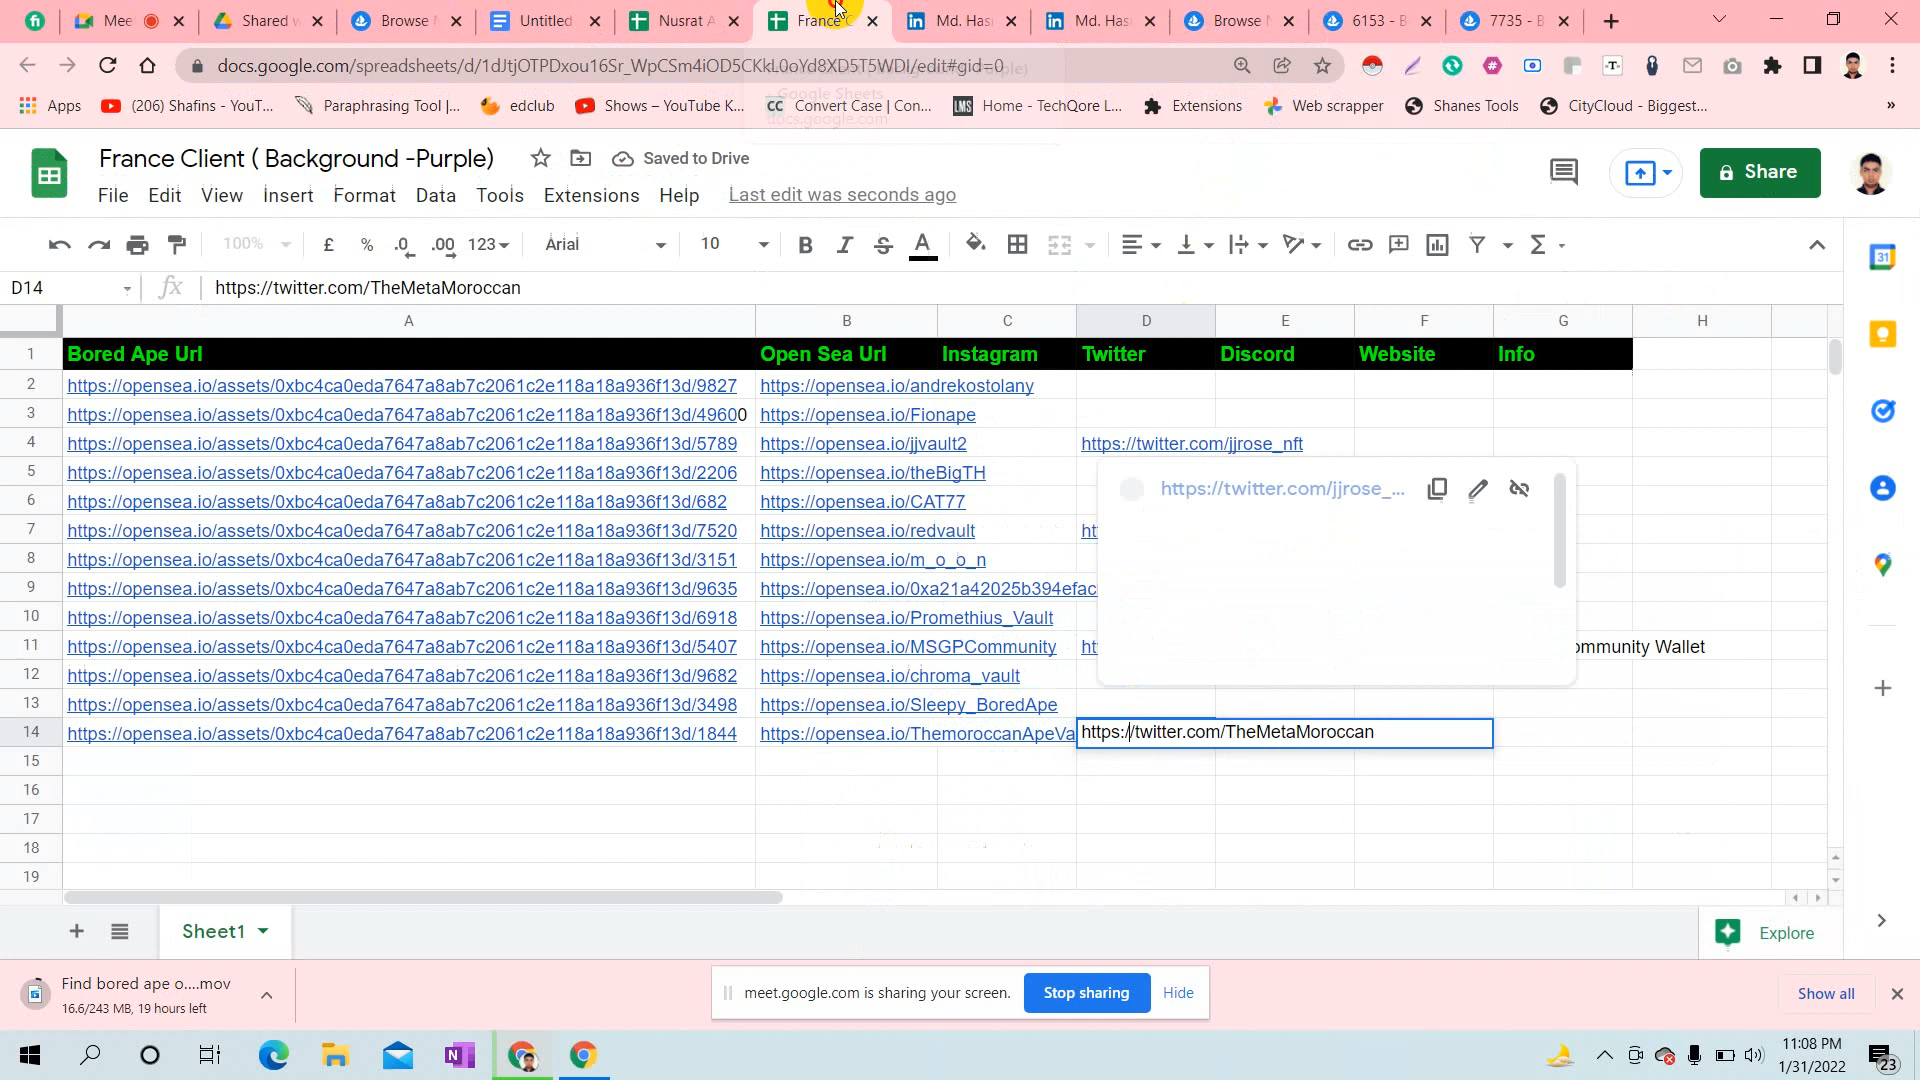 Mee
Shared w
Browse
Untitled
Nusrat A
France C
Md. Has
Md. Has
Browse
6153 - B
7735 - B
docs.google.com/spreadsheets/d/1dJtjOTPDxou16Sr_WpCSm4iOD5CKkL0oYd8XD5T5WDI/edit#gid=0
Google Sheets
docs.google.com
Apps
(206) Shafins - YouT...
Paraphrasing Tool |...
edclub
Shows – YouTube K...
CC Convert Case | Con...
LMS Home - TechQore L...
Extensions
Web scrapper
Shanes Tools
CityCloud - Biggest...
»
France Client ( Background -Purple)
Saved to Drive
Share
File Edit View Insert Format Data Tools Extensions Help Last edit was seconds ago
100% £ % .0 .00 123 Arial 10 B I S A Σ
31
D14 fx https://twitter.com/TheMetaMoroccan
A B C D E F G H
1 Bored Ape Url Open Sea Url Instagram Twitter Discord Website Info
2 https://opensea.io/assets/0xbc4ca0eda7647a8ab7c2061c2e118a18a936f13d/9827 https://opensea.io/andrekostolany
3 https://opensea.io/assets/0xbc4ca0eda7647a8ab7c2061c2e118a18a936f13d/49600 https://opensea.io/Fionape
4 https://opensea.io/assets/0xbc4ca0eda7647a8ab7c2061c2e118a18a936f13d/5789 https://opensea.io/jjvault2 https://twitter.com/jjrose_nft
5 https://opensea.io/assets/0xbc4ca0eda7647a8ab7c2061c2e118a18a936f13d/2206 https://opensea.io/theBigTH
https://twitter.com/jjrose_...
6 https://opensea.io/assets/0xbc4ca0eda7647a8ab7c2061c2e118a18a936f13d/682 https://opensea.io/CAT77
7 https://opensea.io/assets/0xbc4ca0eda7647a8ab7c2061c2e118a18a936f13d/7520 https://opensea.io/redvault ht
8 https://opensea.io/assets/0xbc4ca0eda7647a8ab7c2061c2e118a18a936f13d/3151 https://opensea.io/m_o_o_n
9 https://opensea.io/assets/0xbc4ca0eda7647a8ab7c2061c2e118a18a936f13d/9635 https://opensea.io/0xa21a42025b394efac
10 https://opensea.io/assets/0xbc4ca0eda7647a8ab7c2061c2e118a18a936f13d/6918 https://opensea.io/Promethius_Vault
11 https://opensea.io/assets/0xbc4ca0eda7647a8ab7c2061c2e118a18a936f13d/5407 https://opensea.io/MSGPCommunity ht ommunity Wallet
12 https://opensea.io/assets/0xbc4ca0eda7647a8ab7c2061c2e118a18a936f13d/9682 https://opensea.io/chroma_vault
13 https://opensea.io/assets/0xbc4ca0eda7647a8ab7c2061c2e118a18a936f13d/3498 https://opensea.io/Sleepy_BoredApe
14 https://opensea.io/assets/0xbc4ca0eda7647a8ab7c2061c2e118a18a936f13d/1844 https://opensea.io/ThemoroccanApeVa https://twitter.com/TheMetaMoroccan
15
16
17
18
19
Sheet1
Explore
Find bored ape o....mov
16.6/243 MB, 19 hours left
meet.google.com is sharing your screen. Stop sharing Hide
Show all
11:08 PM
1/31/2022
23